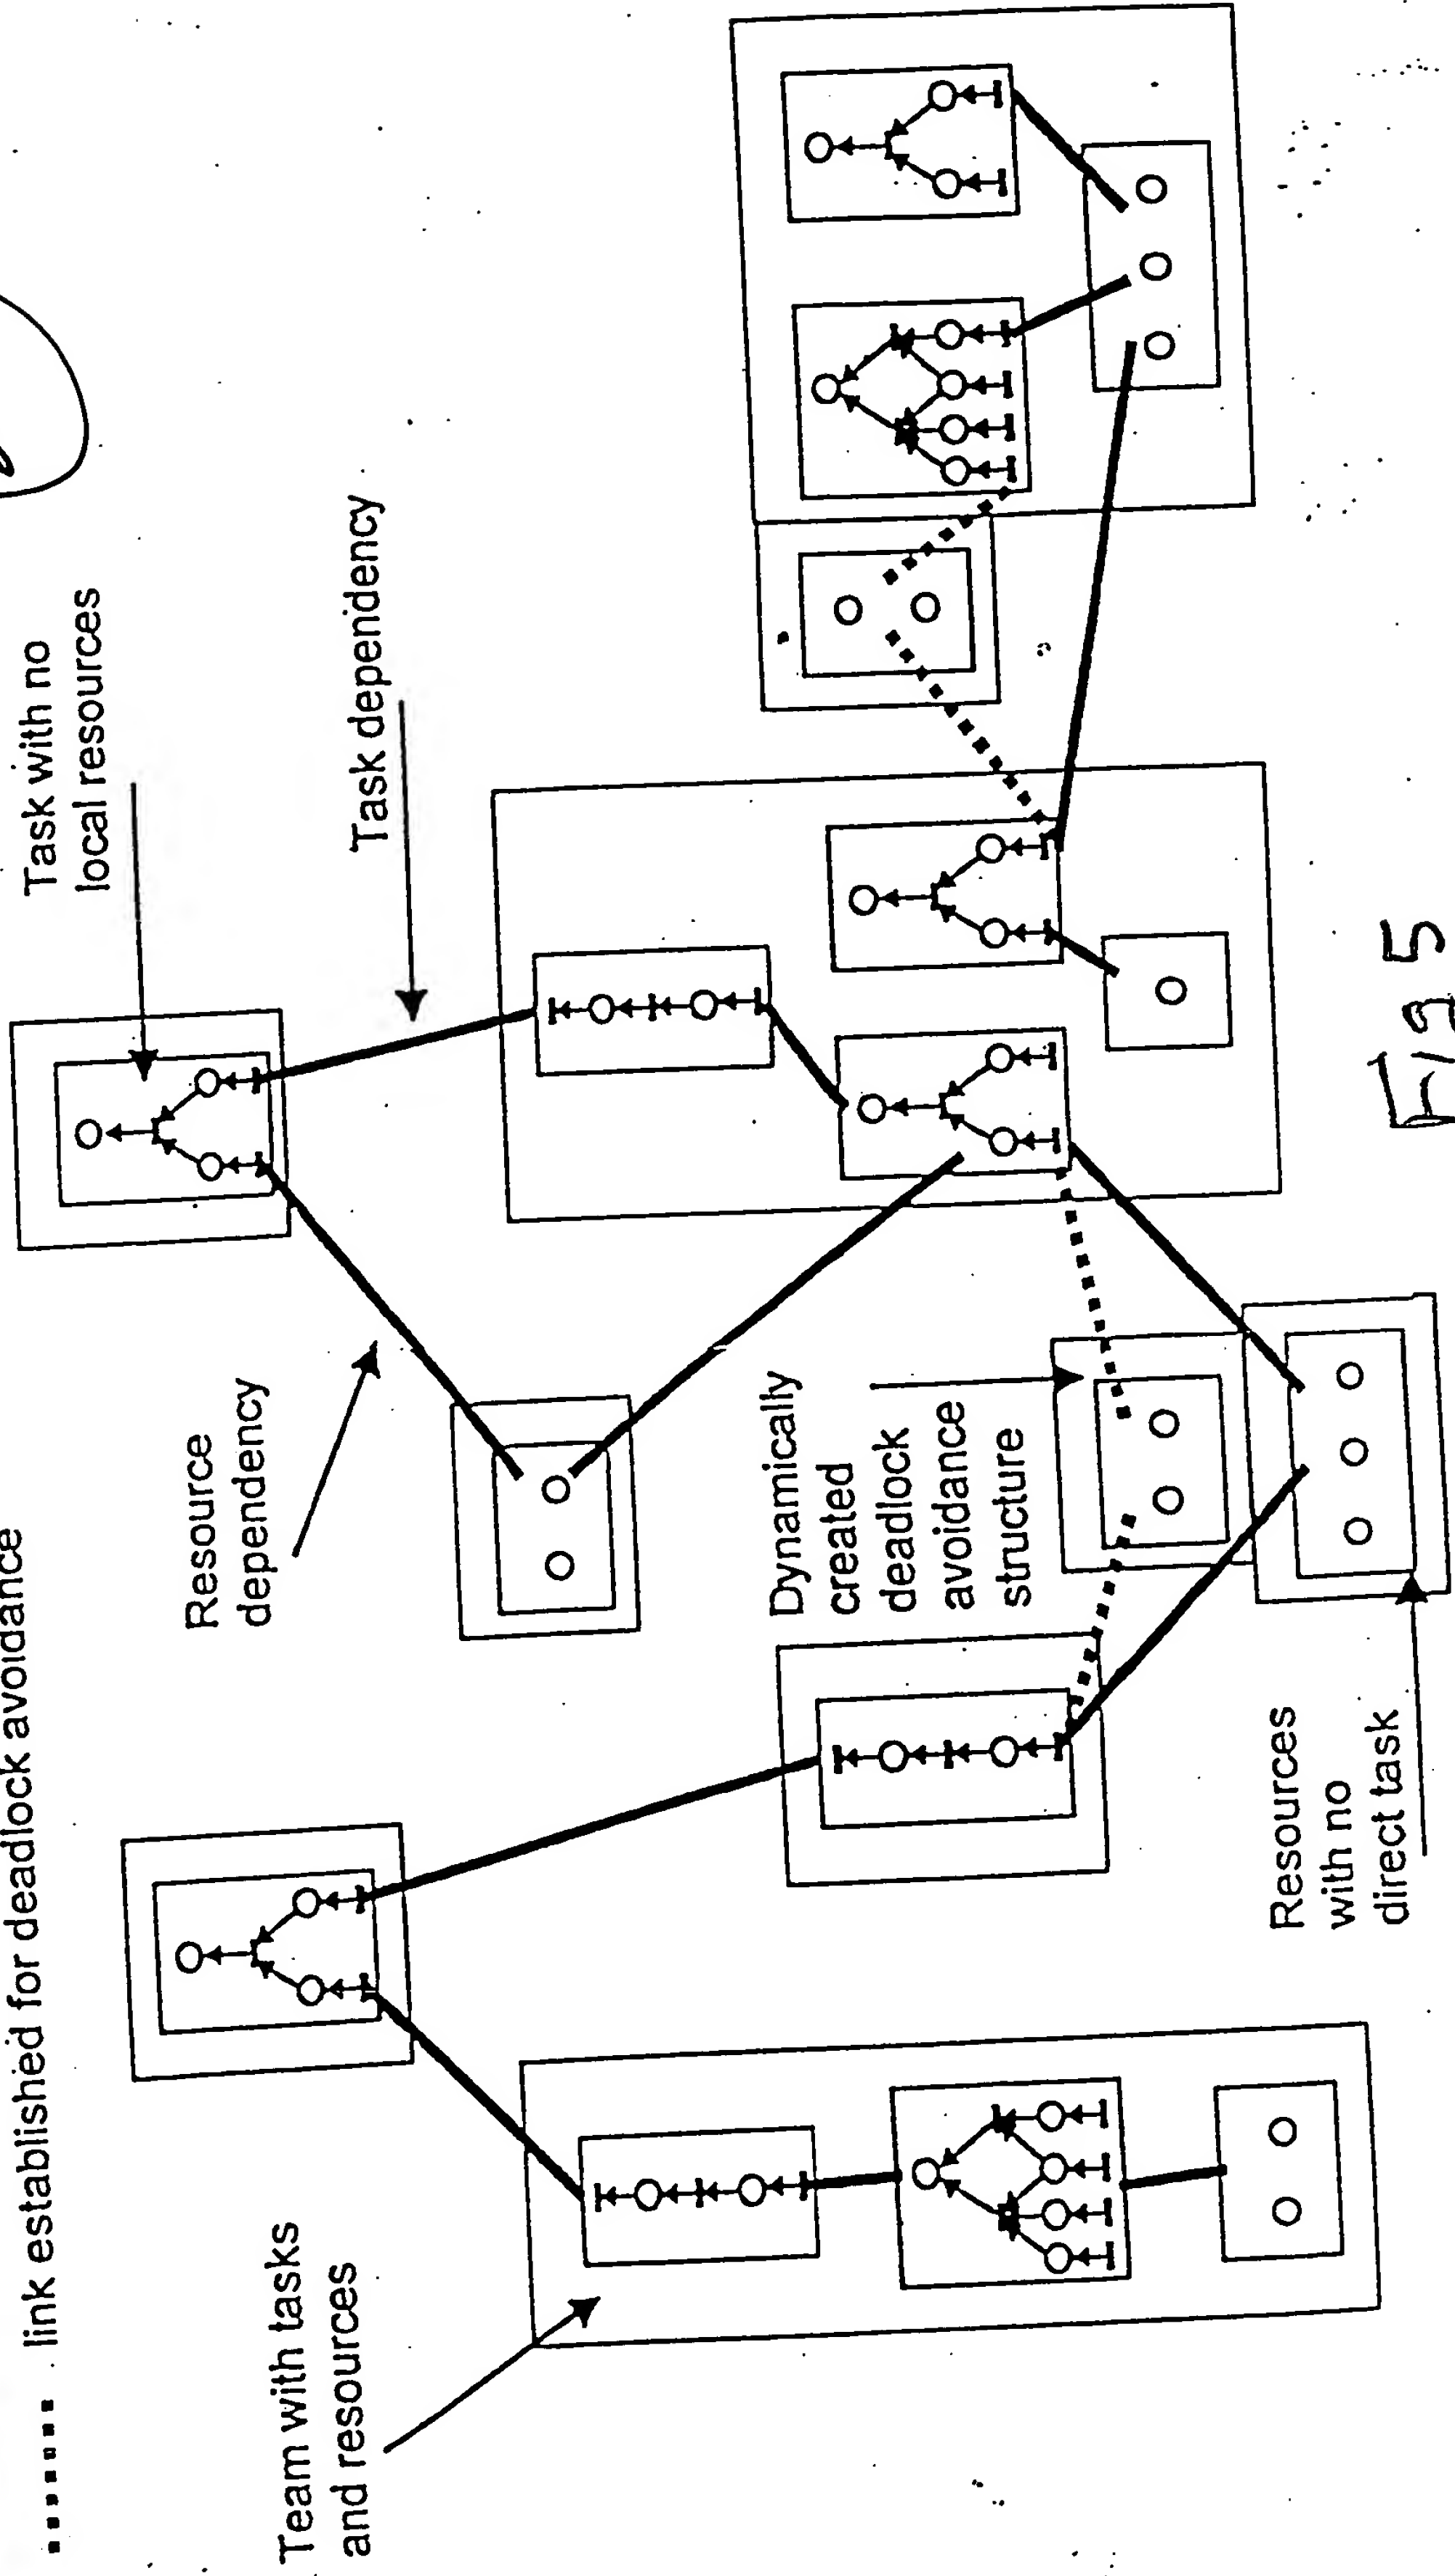 link established for deadlock avoidance
Task with no
local resources
Task dependency
Resource
dependency
Team with tasks
and resources
Dynamically
created
deadlock
avoidance
structure
Resources
with no
direct task
Fig 5